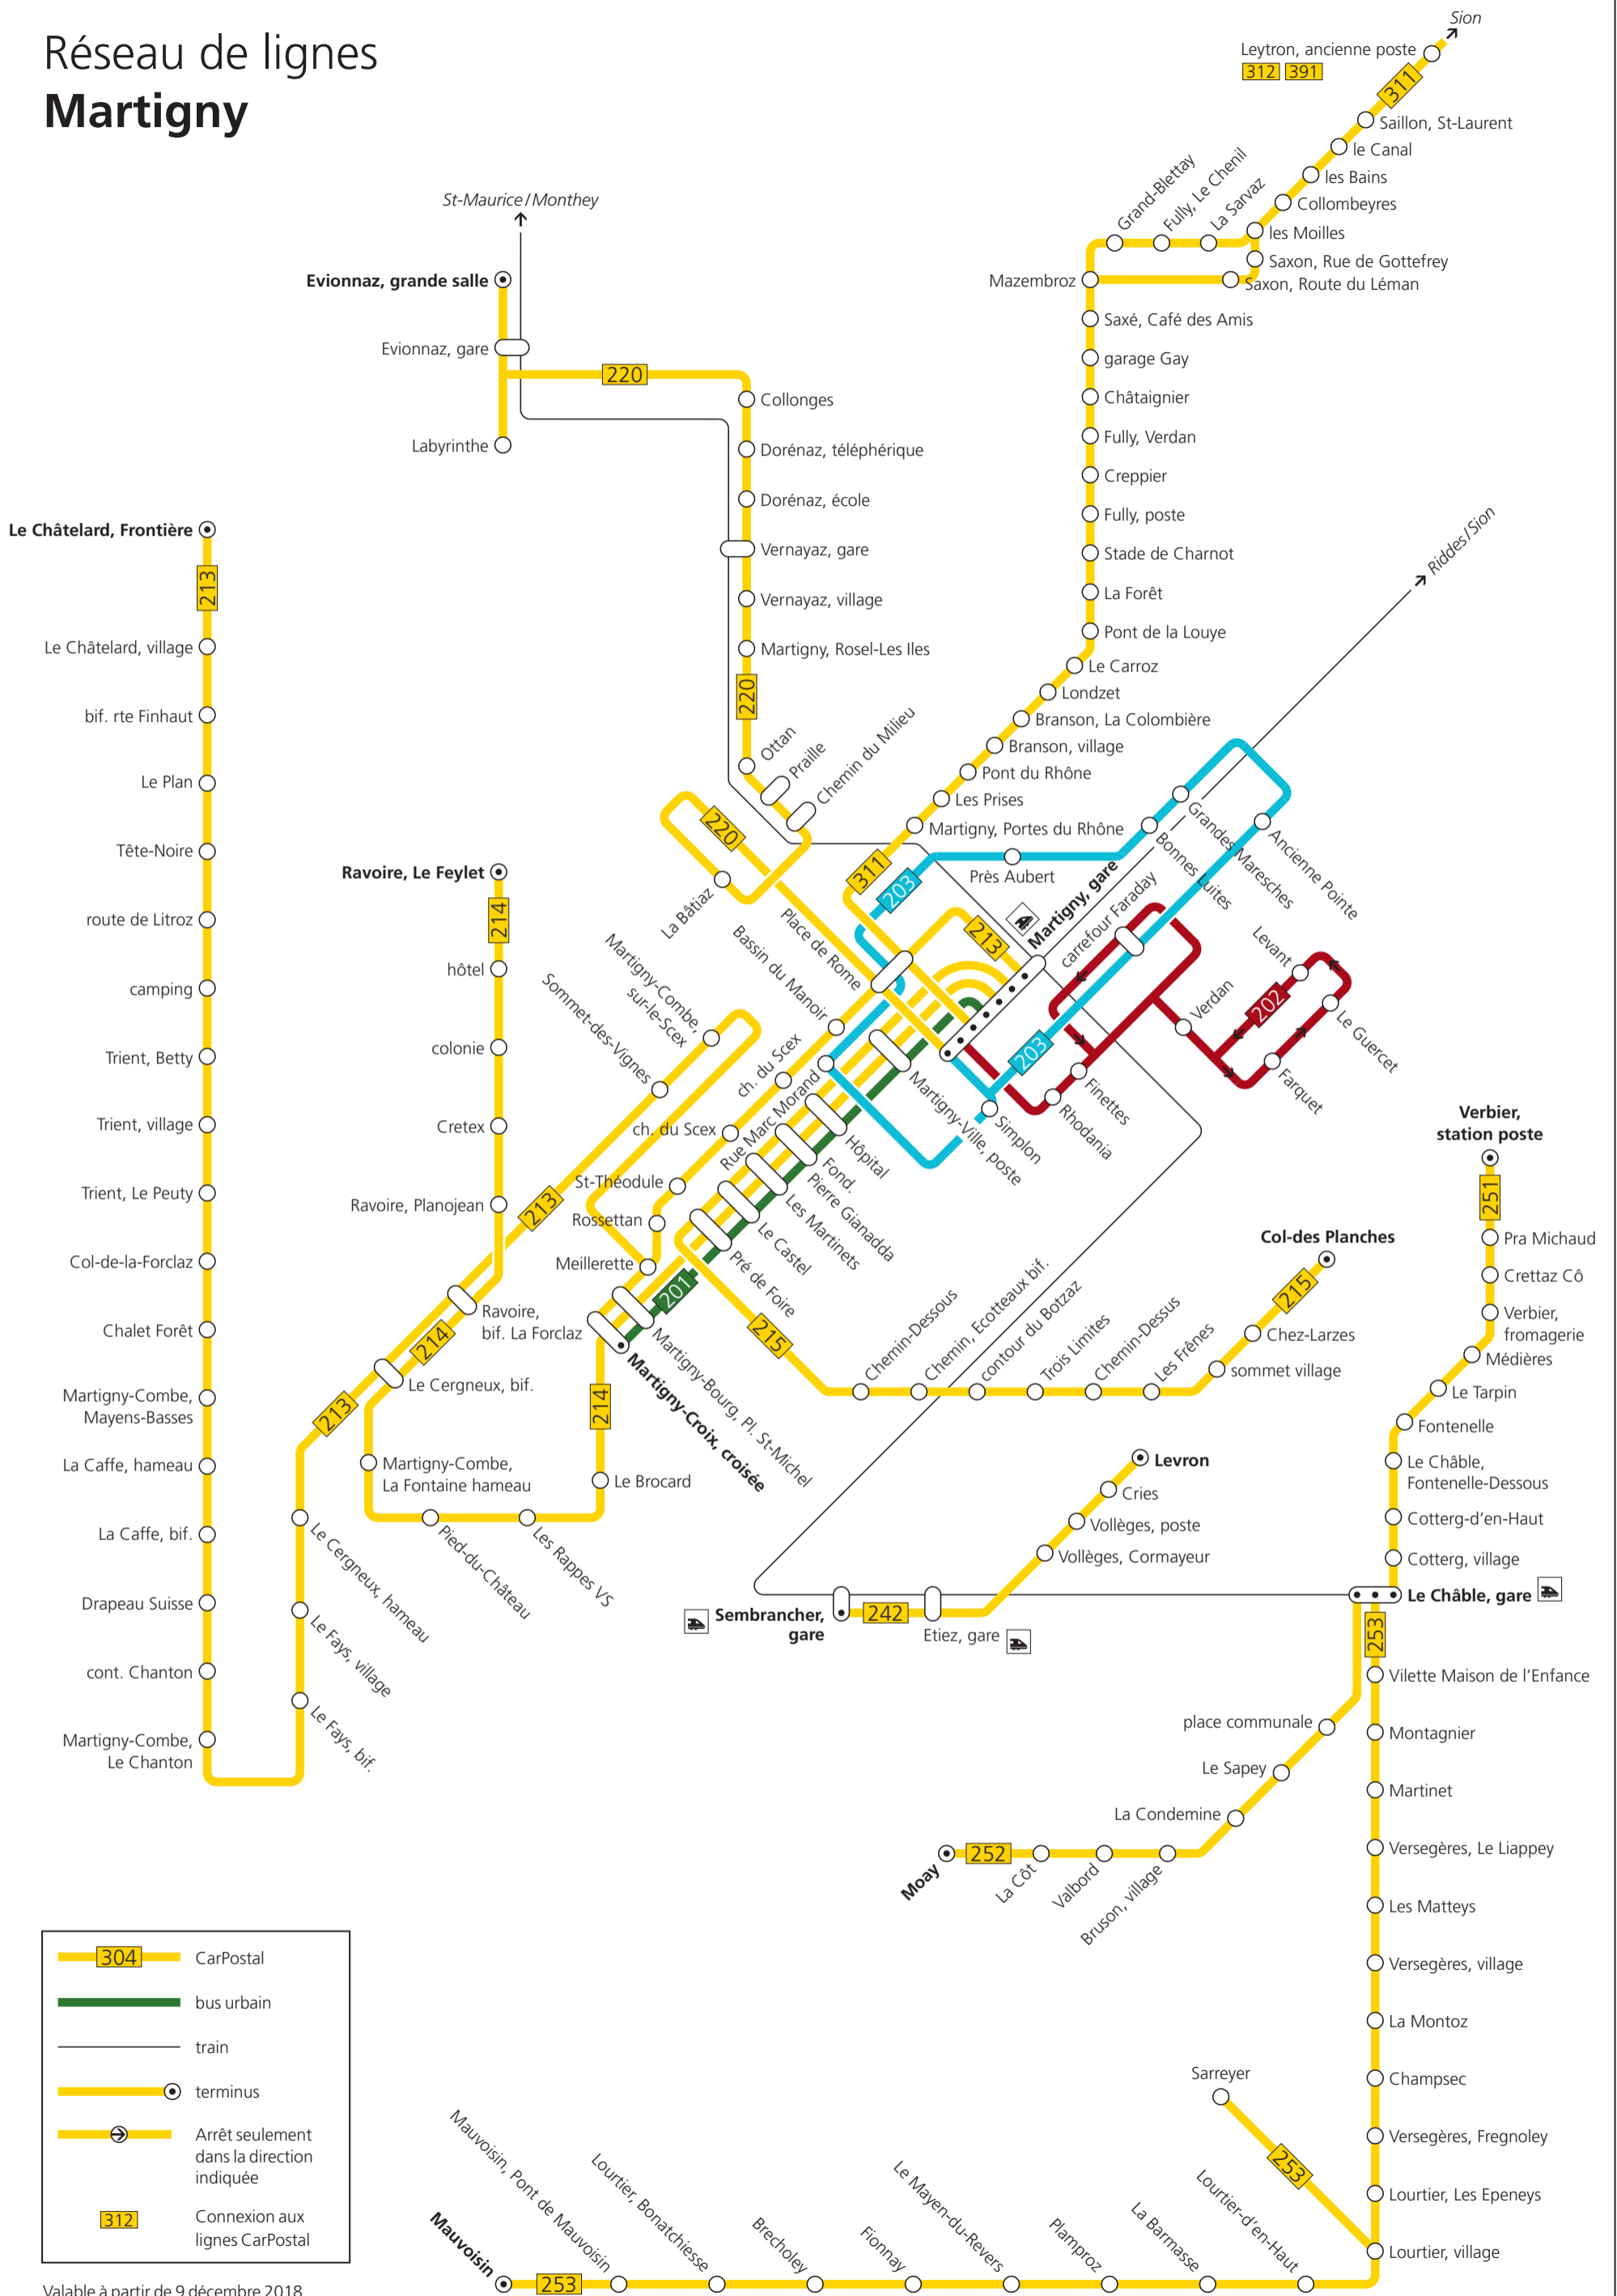 Réseau de lignes
Martigny
Sion
Leytron, ancienne poste
312 391
311
Saillon, St-Laurent
le Canal
les Bains
Collombeyres
les Moilles
Saxon, Rue de Gottefrey
Saxon, Route du Léman
Grand-Blettay
Fully, Le Chenil
La Sarvaz
Mazembroz
Saxé, Café des Amis
garage Gay
Châtaignier
Fully, Verdan
Creppier
Fully, poste
Stade de Charnot
La Forêt
Pont de la Louye
Le Carroz
Londzet
Branson, La Colombière
Branson, village
Pont du Rhône
Les Prises
Martigny, Portes du Rhône
311
St-Maurice/Monthey
Evionnaz, grande salle
Evionnaz, gare
220
Labyrinthe
Collonges
Dorénaz, téléphérique
Dorénaz, école
Vernayaz, gare
Vernayaz, village
Martigny, Rosel-Les Iles
220
Ottan
Praille
Chemin du Milieu
220
La Bâtiaz
Place de Rome
Riddes/Sion
203
Près Aubert
Bonnes Luites
Grandes Maresches
Ancienne Pointe
Martigny, gare
carrefour Faraday
213
203
Simplon
Rhodania
Finettes
Verdan
Levant
202
Le Guercet
Farquet
Le Châtelard, Frontière
213
Le Châtelard, village
bif. rte Finhaut
Le Plan
Tête-Noire
route de Litroz
camping
Trient, Betty
Trient, village
Trient, Le Peuty
Col-de-la-Forclaz
Chalet Forêt
Martigny-Combe,
Mayens-Basses
La Caffe, hameau
La Caffe, bif.
Drapeau Suisse
cont. Chanton
Martigny-Combe,
Le Chanton
Le Fays, bif.
Le Fays, village
Le Cergneux, hameau
213
Le Cergneux, bif.
214
Ravoire,
bif. La Forclaz
213
Ravoire, Le Feylet
214
hôtel
colonie
Cretex
Ravoire, Planojean
Martigny-Combe,
La Fontaine hameau
Pied-du-Château
Les Rappes VS
Le Brocard
214
Sommet-des-Vignes
Martigny-Combe,
sur-le-Scex
Bassin du Manoir
ch. du Scex
ch. du Scex
Rue Marc Morand
St-Théodule
Rossettan
Meillerette
Martigny-Ville, poste
Hôpital
Fond.
Pierre Gianadda
Les Martinets
Le Castel
Pré de Foire
201
Martigny-Bourg, Pl. St-Michel
Martigny-Croix, croisée
215
Chemin-Dessous
Chemin, Ecotteaux bif.
contour du Botzaz
Trois Limites
Chemin-Dessus
Les Frênes
sommet village
Chez-Larzes
215
Col-des Planches
Verbier,
station poste
251
Pra Michaud
Crettaz Cô
Verbier,
fromagerie
Médières
Le Tarpin
Fontenelle
Le Châble,
Fontenelle-Dessous
Cotterg-d'en-Haut
Cotterg, village
Le Châble, gare
Levron
Cries
Vollèges, poste
Vollèges, Cormayeur
Sembrancher,
gare
242
Etiez, gare
253
Vilette Maison de l'Enfance
Montagnier
Martinet
Versegères, Le Liappey
Les Matteys
Versegères, village
La Montoz
Champsec
Versegères, Fregnoley
Lourtier, Les Epeneys
Lourtier, village
place communale
Le Sapey
La Condemine
Bruson, village
Valbord
La Côt
252
Moay
Sarreyer
253
Lourtier-d'en-Haut
La Barmasse
Plamproz
Le Mayen-du-Revers
Fionnay
Brecholey
Lourtier, Bonatchiesse
Mauvoisin, Pont de Mauvoisin
253
Mauvoisin
304 CarPostal
bus urbain
train
terminus
Arrêt seulement
dans la direction
indiquée
312 Connexion aux
lignes CarPostal
Valable à partir de 9 décembre 2018